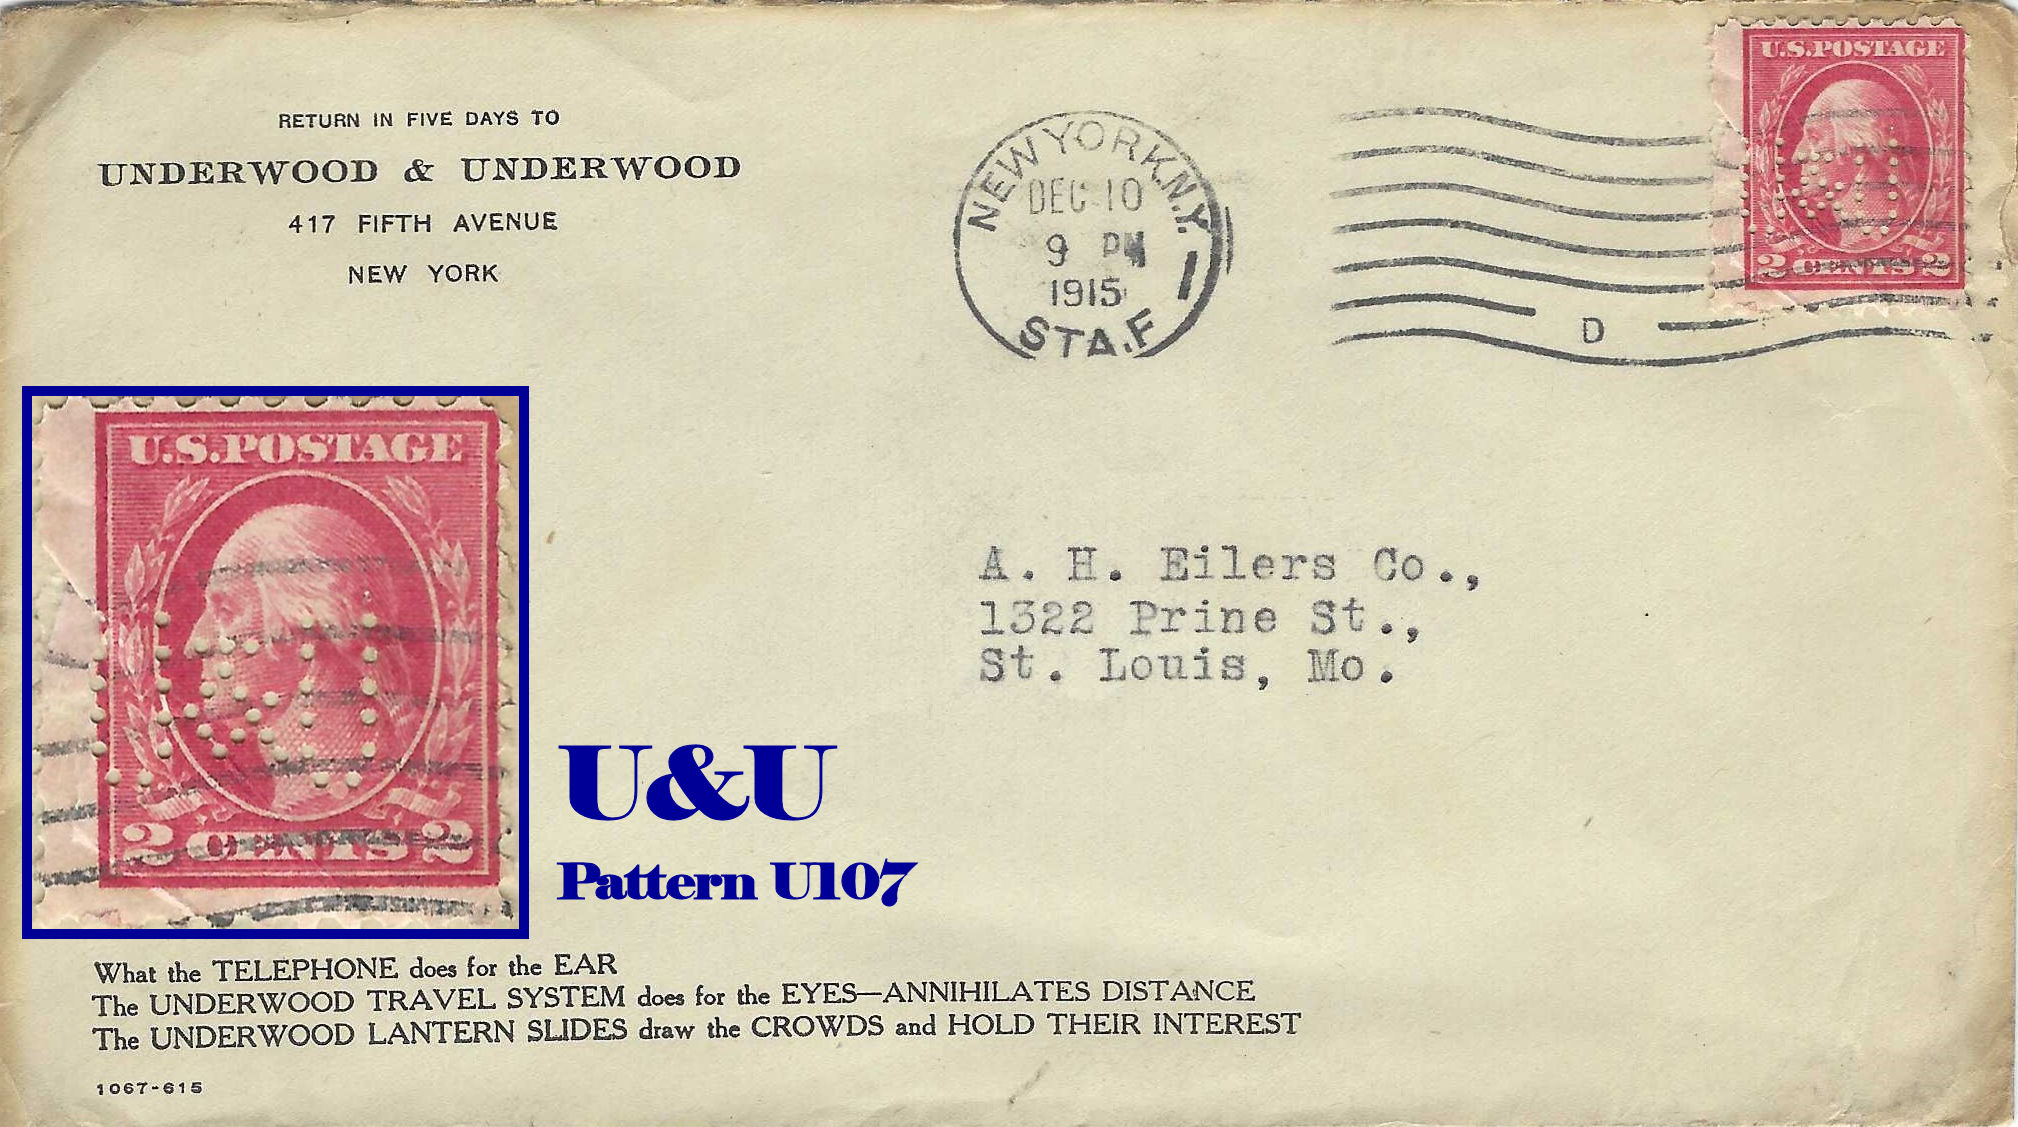 RETURN IN FIVE DAYS TO
UNDERWOOD & UNDERWOOD
417 FIFTH AVENUE
NEW YORK
NEW YORK, N.Y.
DEC 10
9 PM
1915
STA. F
1
D
U.S. POSTAGE
U&U
2 CENTS 2
A. H. Eilers Co.,
1322 Prine St.,
St. Louis, Mo.
U.S. POSTAGE
U&U
2 CENTS 2
U&U
Pattern U107
What the TELEPHONE does for the EAR
The UNDERWOOD TRAVEL SYSTEM does for the EYES—ANNIHILATES DISTANCE
The UNDERWOOD LANTERN SLIDES draw the CROWDS and HOLD THEIR INTEREST
1067-615